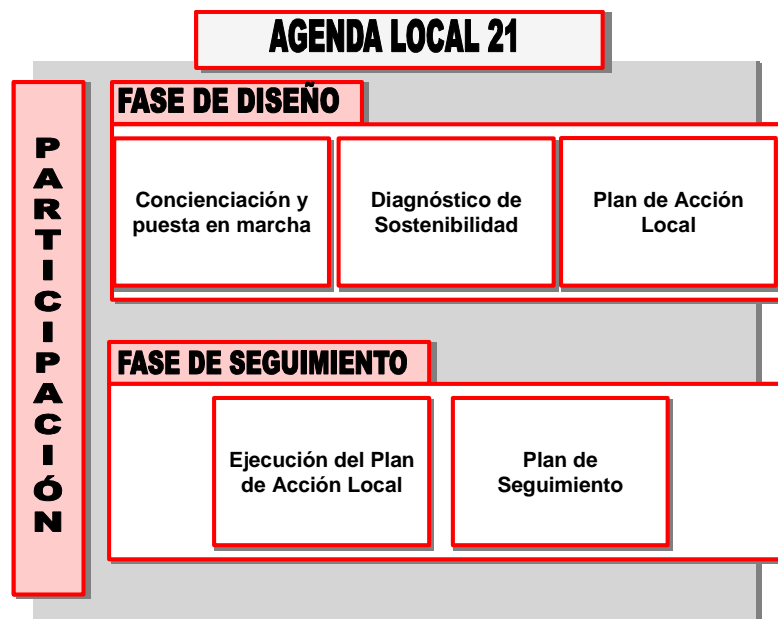 AGENDA LOCAL 21
PARTICIPACIÓN
FASE DE DISEÑO
Concienciación y
puesta en marcha
Diagnóstico de
Sostenibilidad
Plan de Acción
Local
FASE DE SEGUIMIENTO
Ejecución del Plan
de Acción Local
Plan de
Seguimiento